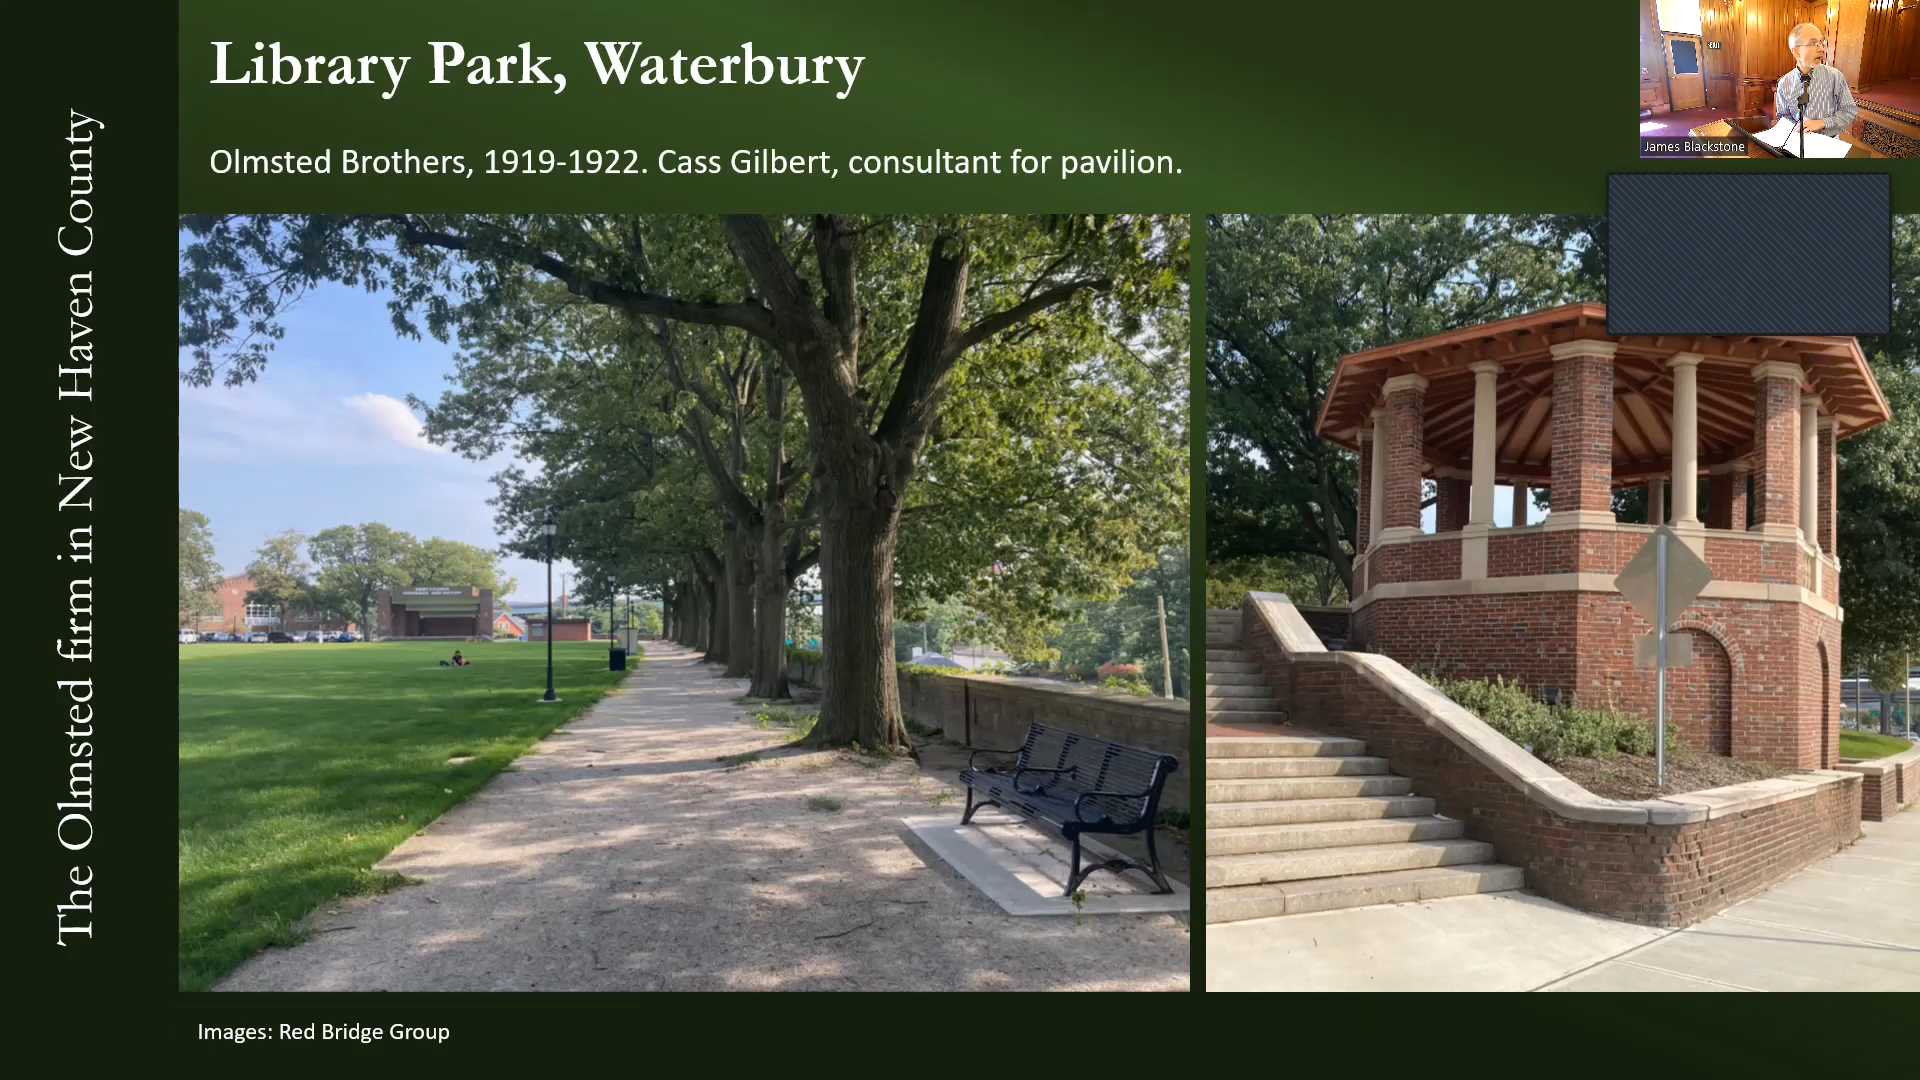 Library Park, Waterbury
Olmsted Brothers, 1919-1922. Cass Gilbert, consultant for pavilion.
James Blackstone
The Olmsted firm in New Haven County
Images: Red Bridge Group